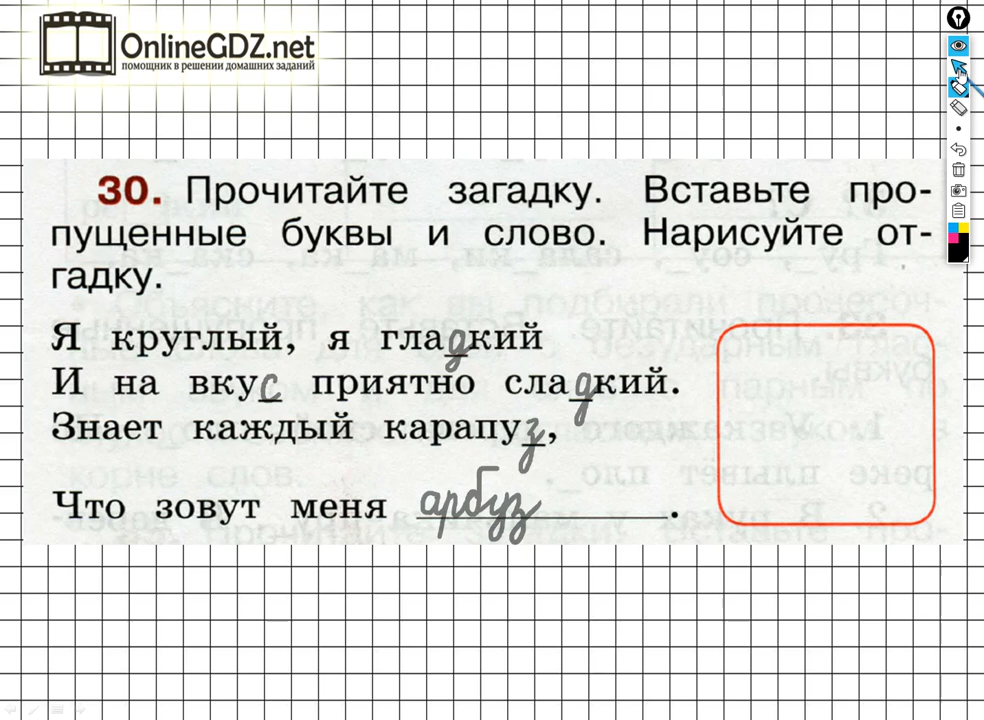 OnlineGDZ.net
помощник в решении домашних заданий
30. Прочитайте загадку. Вставьте про-
пущенные буквы и слово. Нарисуйте от-
гадку.
Я круглый, я гладкий
И на вкус приятно сладкий.
Знает каждый карапуз,
Что зовут меня арбуз.